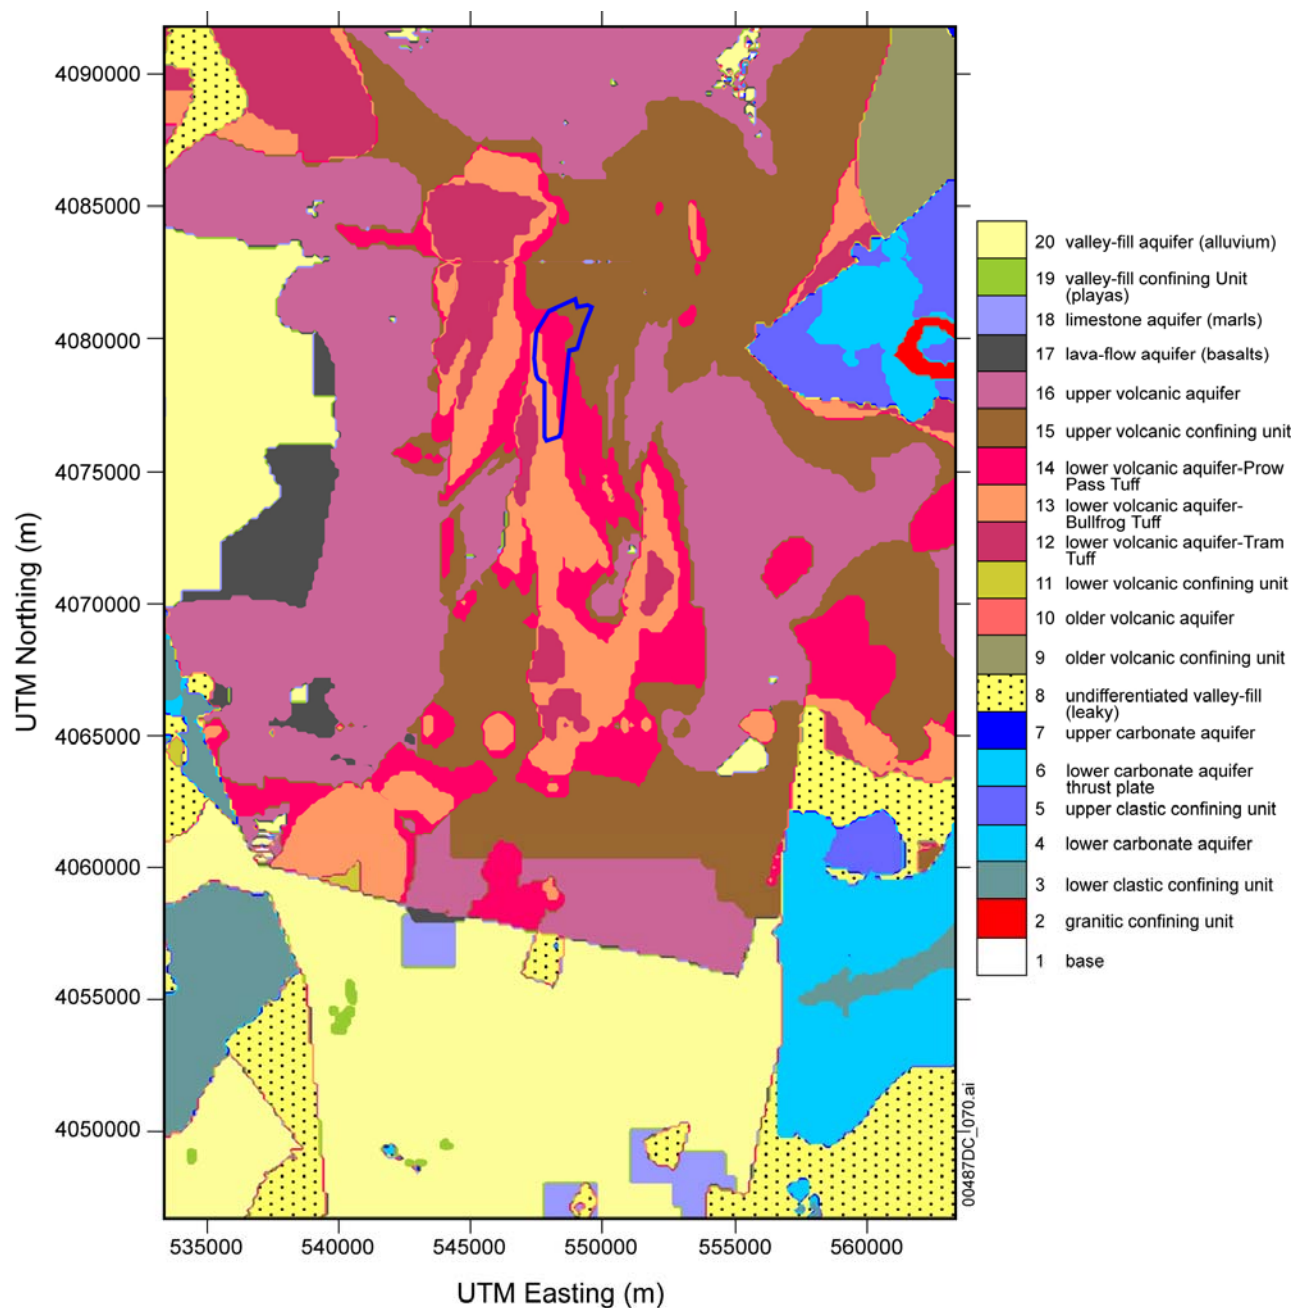 4090000
4085000
4080000
4075000
4070000
4065000
4060000
4055000
4050000
UTM Northing (m)
535000 540000 545000 550000 555000 560000
UTM Easting (m)
00487DC_070.ai
20 valley-fill aquifer (alluvium)
19 valley-fill confining Unit
(playas)
18 limestone aquifer (marls)
17 lava-flow aquifer (basalts)
16 upper volcanic aquifer
15 upper volcanic confining unit
14 lower volcanic aquifer-Prow
Pass Tuff
13 lower volcanic aquifer-
Bullfrog Tuff
12 lower volcanic aquifer-Tram
Tuff
11 lower volcanic confining unit
10 older volcanic aquifer
9 older volcanic confining unit
8 undifferentiated valley-fill
(leaky)
7 upper carbonate aquifer
6 lower carbonate aquifer
thrust plate
5 upper clastic confining unit
4 lower carbonate aquifer
3 lower clastic confining unit
2 granitic confining unit
1 base